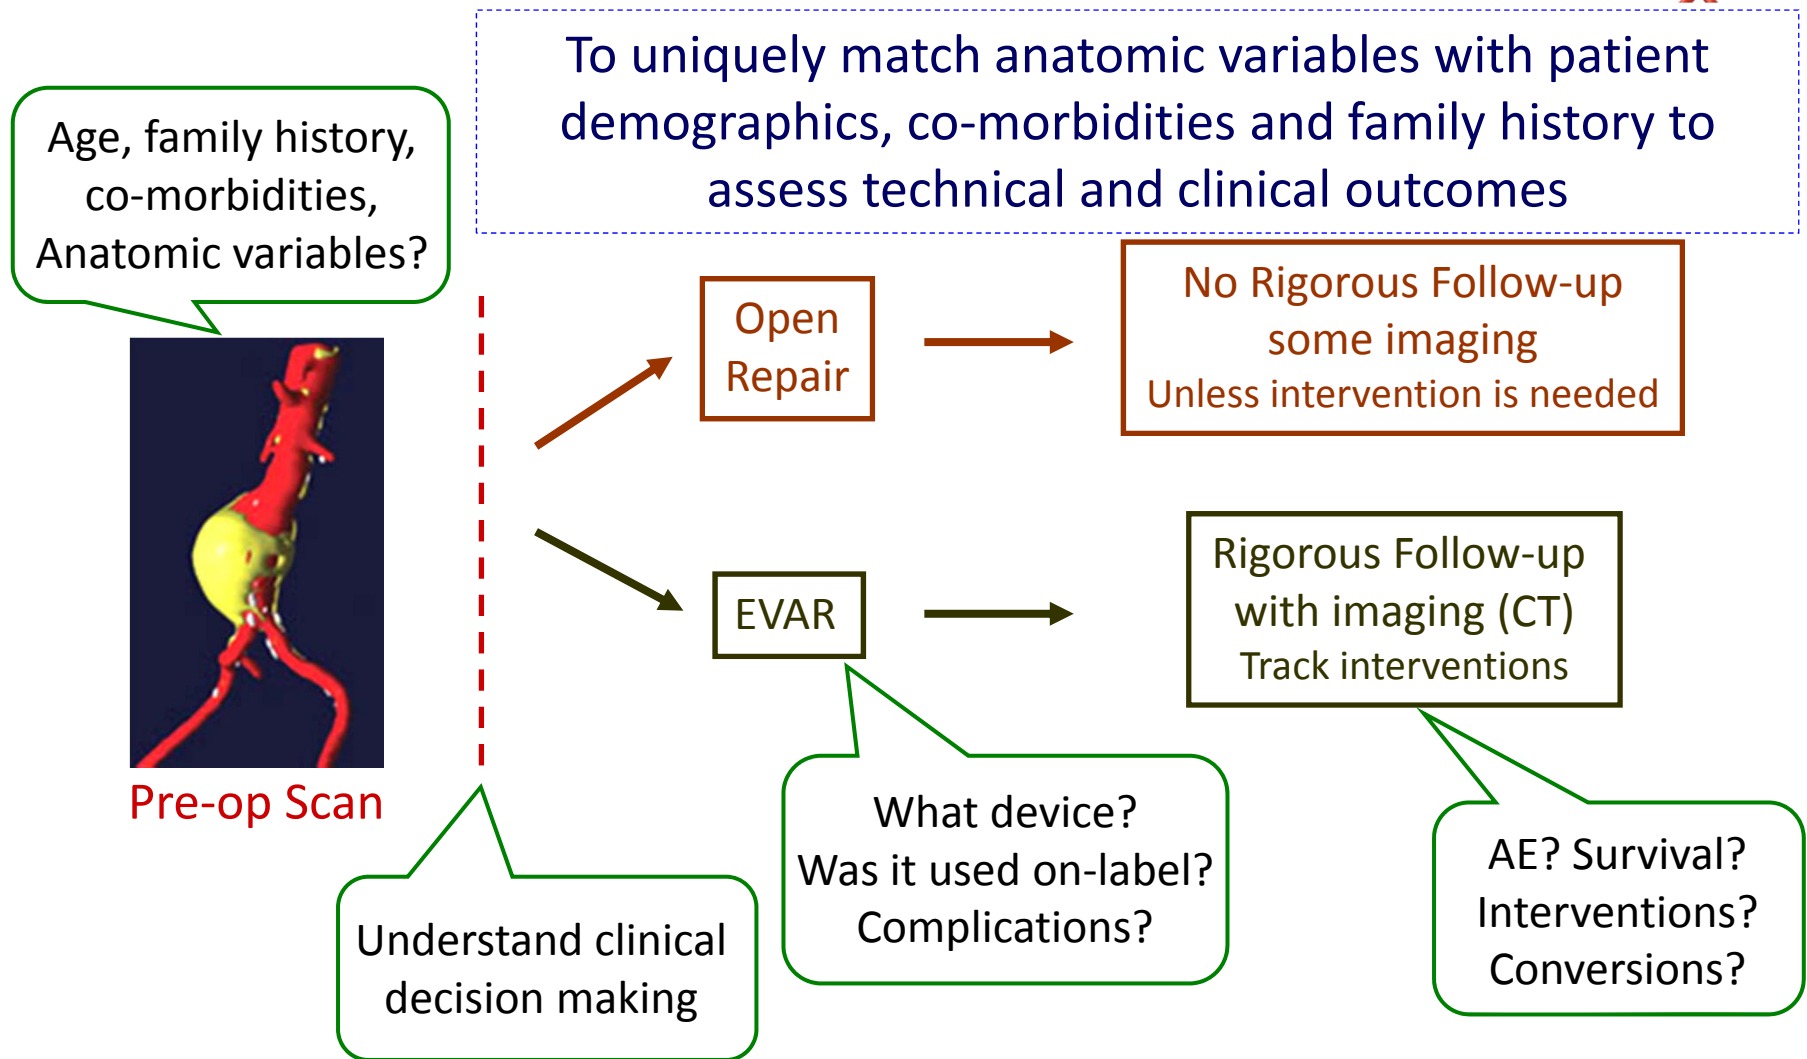 To uniquely match anatomic variables with patient
demographics, co-morbidities and family history to
assess technical and clinical outcomes
Age, family history,
co-morbidities,
Anatomic variables?
Pre-op Scan
Understand clinical
decision making
Open
Repair
No Rigorous Follow-up
some imaging
Unless intervention is needed
EVAR
Rigorous Follow-up
with imaging (CT)
Track interventions
What device?
Was it used on-label?
Complications?
AE? Survival?
Interventions?
Conversions?